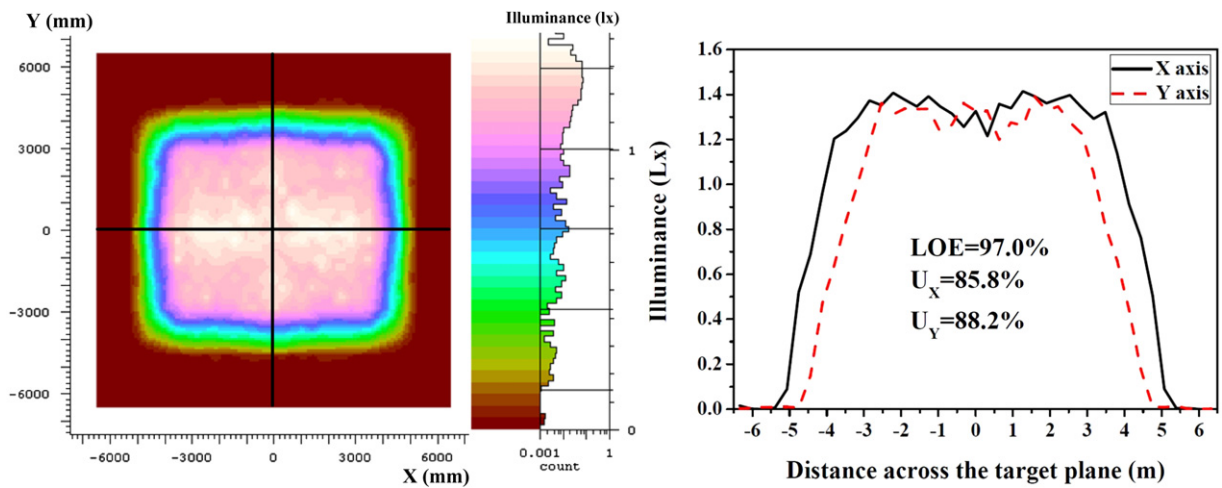 Y (mm)
Illuminance (lx)
6000
3000
0
-3000
-6000
-6000 -3000 0 3000 6000
X (mm)
1
0
0.001 1
count
1.6
1.4
1.2
1.0
0.8
0.6
0.4
0.2
0.0
Illuminance (Lx)
X axis
Y axis
LOE=97.0%
U_X=85.8%
U_Y=88.2%
-6 -5 -4 -3 -2 -1 0 1 2 3 4 5 6
Distance across the target plane (m)